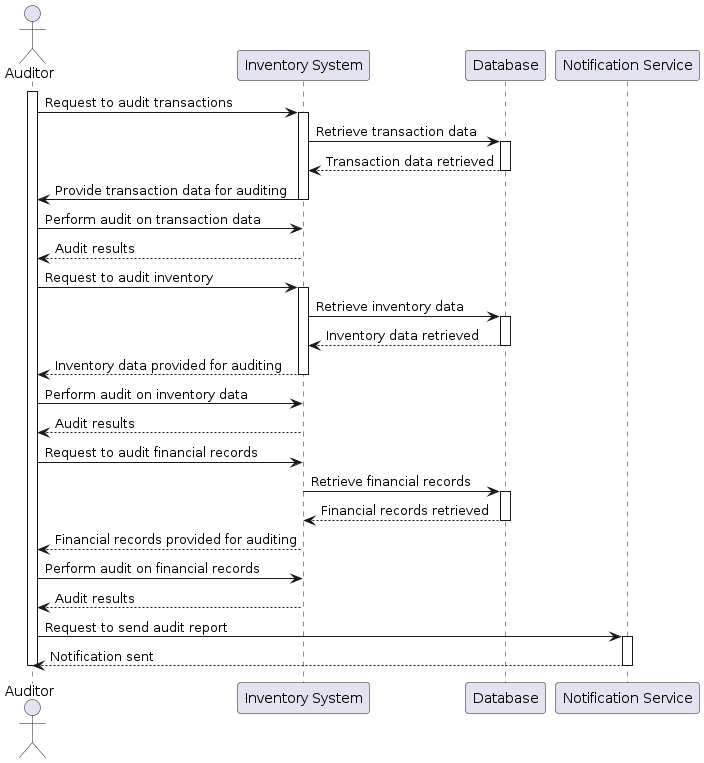 Auditor
Inventory System
Database
Notification Service
Request to audit transactions
Retrieve transaction data
Transaction data retrieved
Provide transaction data for auditing
Perform audit on transaction data
Audit results
Request to audit inventory
Retrieve inventory data
Inventory data retrieved
Inventory data provided for auditing
Perform audit on inventory data
Audit results
Request to audit financial records
Retrieve financial records
Financial records retrieved
Financial records provided for auditing
Perform audit on financial records
Audit results
Request to send audit report
Notification sent
Auditor
Inventory System
Database
Notification Service